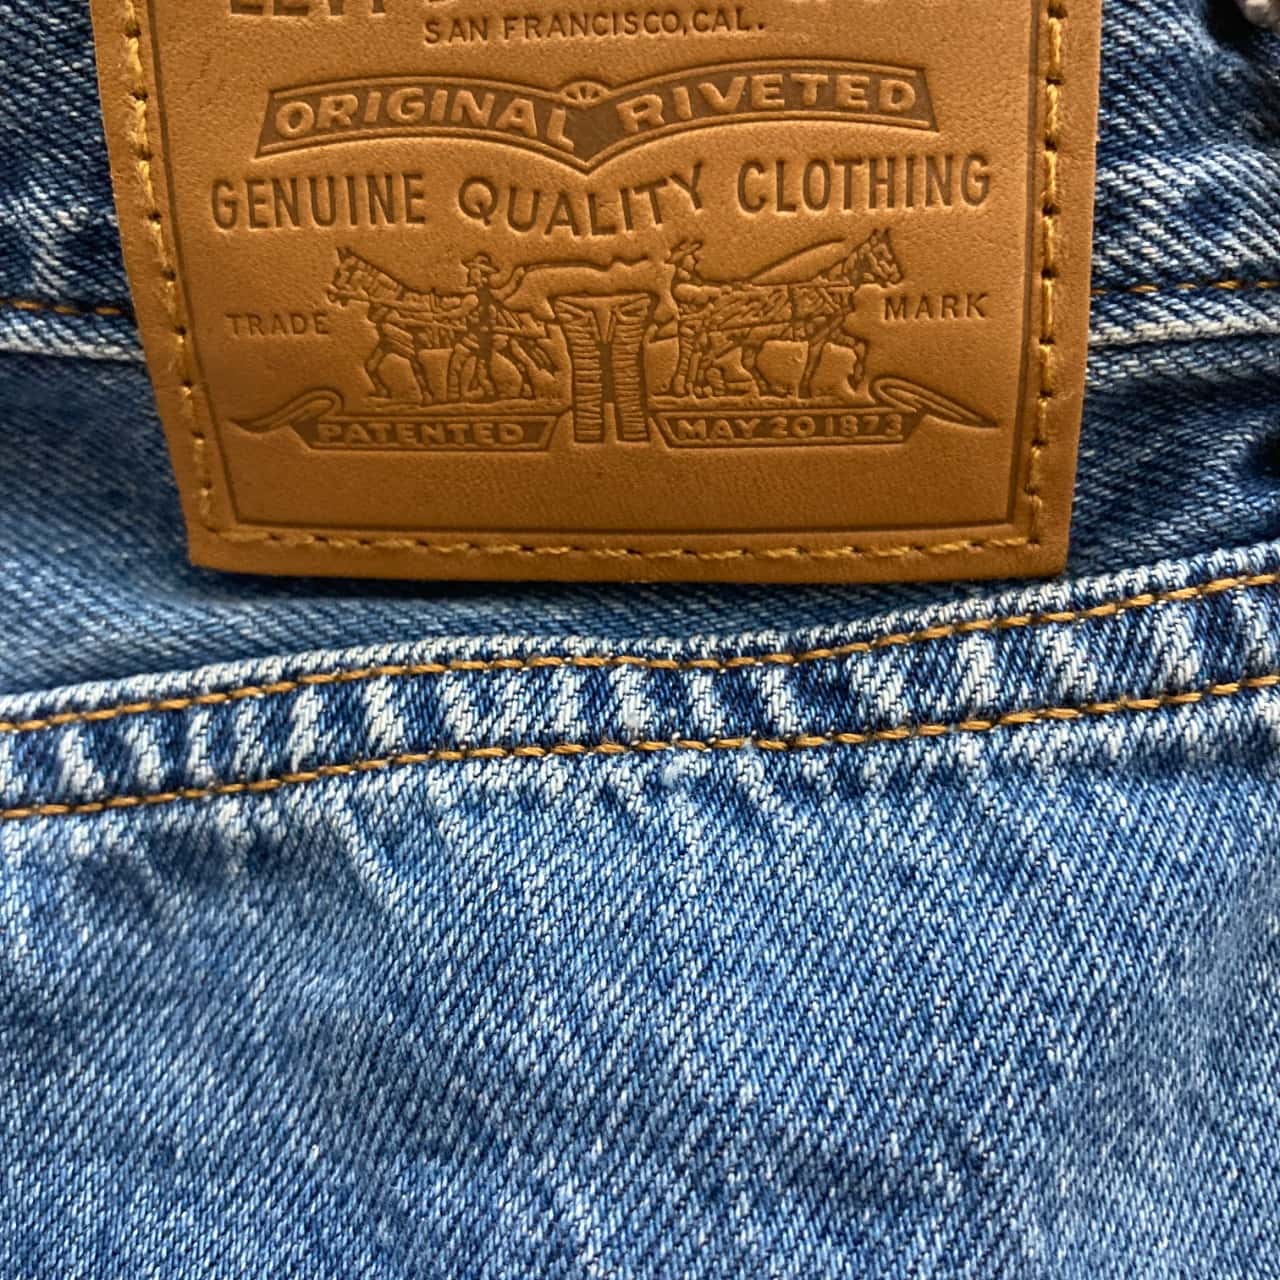 SAN FRANCISCO, CAL.
ORIGINAL RIVETED
GENUINE QUALITY CLOTHING
TRADE MARK
PATENTED MAY 20 1873